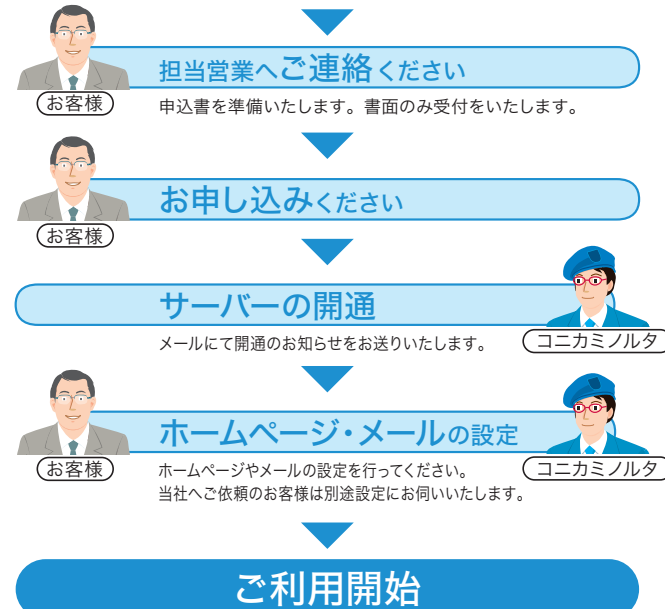 担当営業へご連絡ください
お客様
申込書を準備いたします。書面のみ受付をいたします。
お申し込みください
お客様
サーバーの開通
メールにて開通のお知らせをお送りいたします。
コニカミノルタ
ホームページ・メールの設定
お客様
ホームページやメールの設定を行ってください。
当社へご依頼のお客様は別途設定にお伺いいたします。
コニカミノルタ
ご利用開始